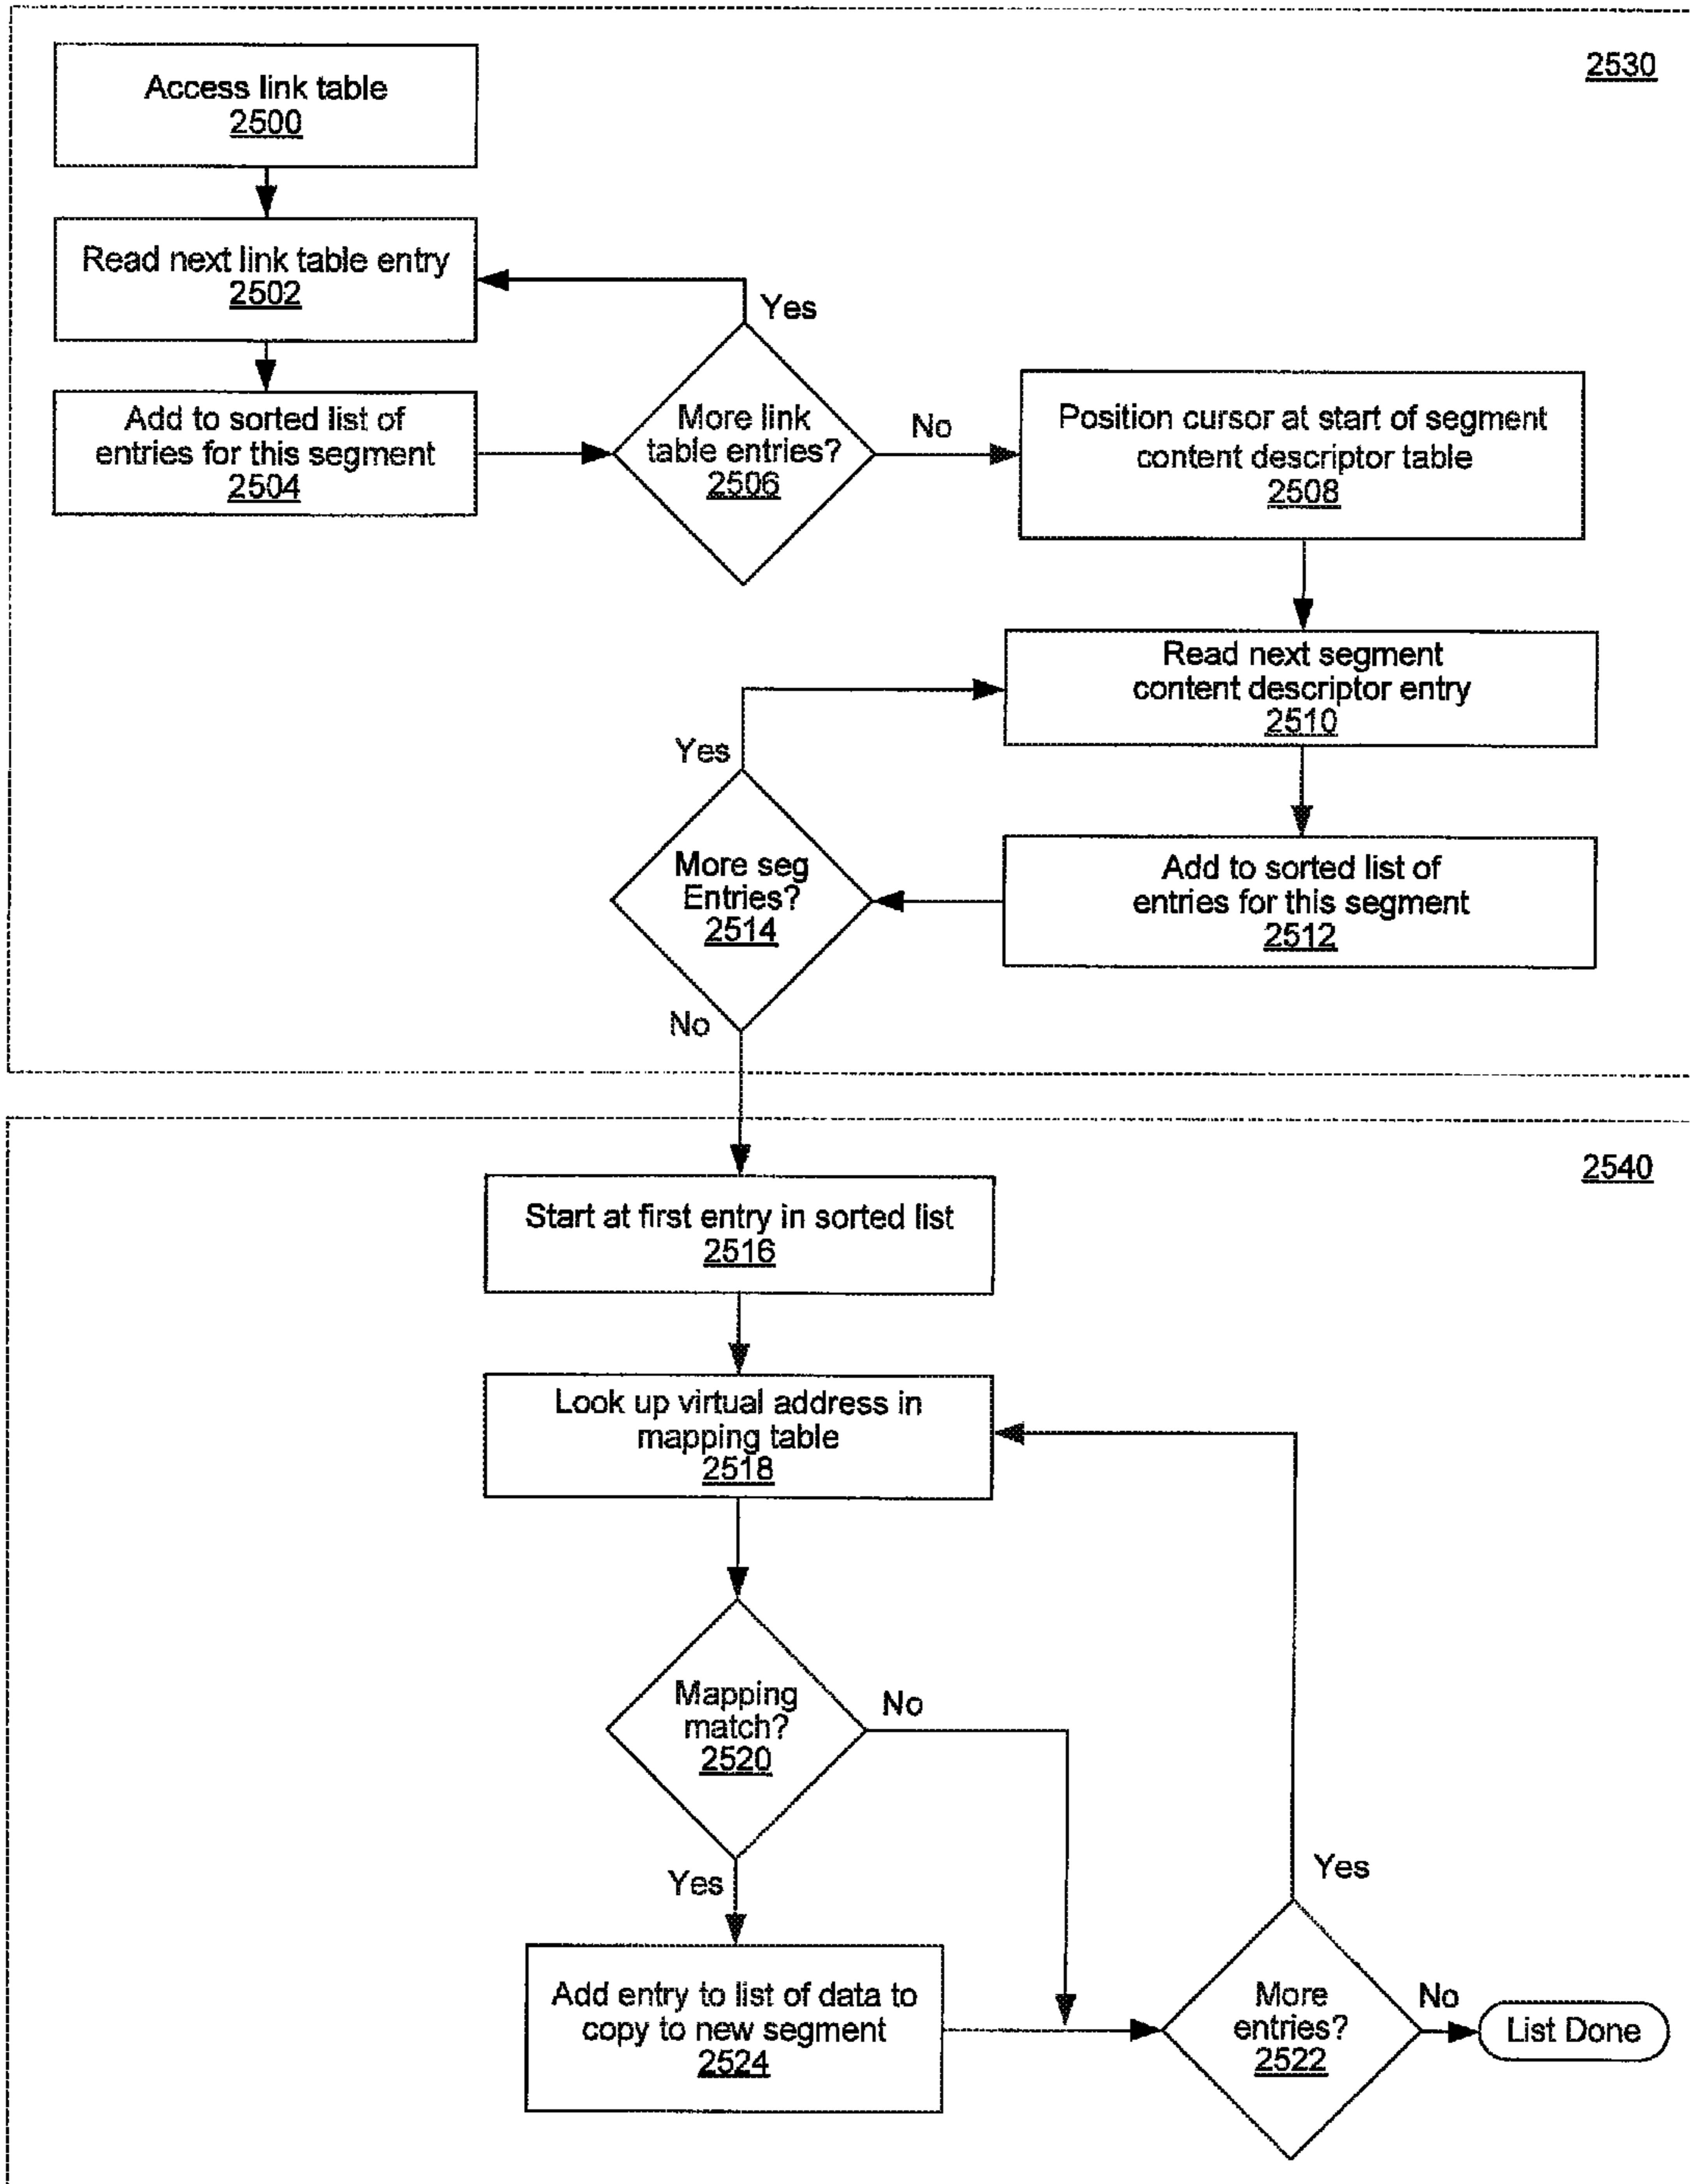 2530
Access link table
2500
Read next link table entry
2502
Yes
Add to sorted list of
entries for this segment
2504
More link
table entries?
2506
No
Position cursor at start of segment
content descriptor table
2508
Read next segment
content descriptor entry
2510
Yes
More seg
Entries?
2514
Add to sorted list of
entries for this segment
2512
No
2540
Start at first entry in sorted list
2516
Look up virtual address in
mapping table
2518
Mapping
match?
2520
No
Yes
Yes
Add entry to list of data to
copy to new segment
2524
More
entries?
2522
No
List Done